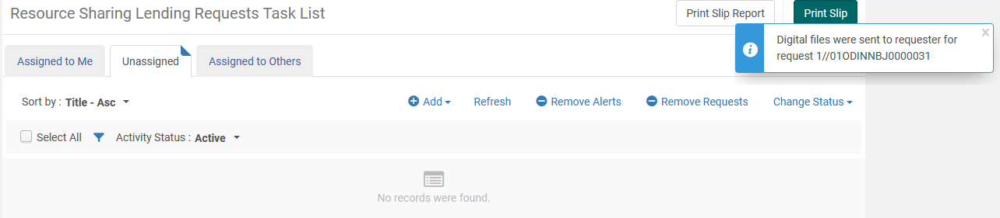 Resource Sharing Lending Requests Task List
Print Slip Report
Print Slip
Digital files were sent to requester for
request 1//01ODINNBJ0000031
Assigned to Me
Unassigned
Assigned to Others
Sort by : Title - Asc
Add
Refresh
Remove Alerts
Remove Requests
Change Status
Select All
Activity Status : Active
No records were found.